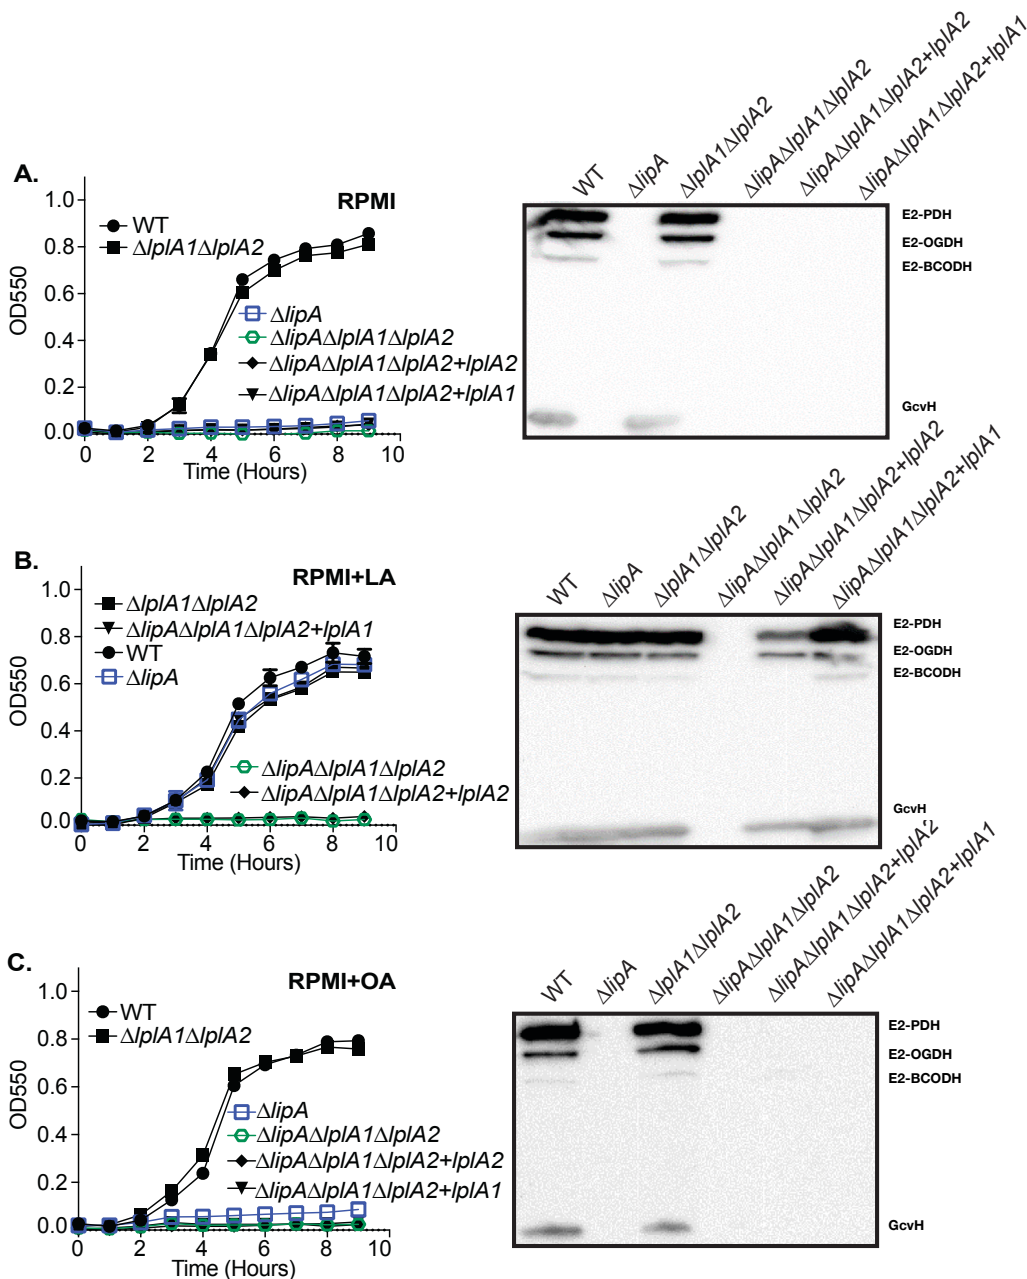 A.
RPMI
1.0
0.8
0.6
0.4
0.2
0.0
OD550
WT
ΔlplA1ΔlplA2
ΔlipA
ΔlipAΔlplA1ΔlplA2
ΔlipAΔlplA1ΔlplA2+lplA2
ΔlipAΔlplA1ΔlplA2+lplA1
0 2 4 6 8 10
Time (Hours)
WT
ΔlipA
ΔlplA1ΔlplA2
ΔlipAΔlplA1ΔlplA2
ΔlipAΔlplA1ΔlplA2+lplA2
ΔlipAΔlplA1ΔlplA2+lplA1
E2-PDH
E2-OGDH
E2-BCODH
GcvH
B.
RPMI+LA
1.0
0.8
0.6
0.4
0.2
0.0
OD550
ΔlplA1ΔlplA2
ΔlipAΔlplA1ΔlplA2+lplA1
WT
ΔlipA
ΔlipAΔlplA1ΔlplA2
ΔlipAΔlplA1ΔlplA2+lplA2
0 2 4 6 8 10
Time (Hours)
WT
ΔlipA
ΔlplA1ΔlplA2
ΔlipAΔlplA1ΔlplA2
ΔlipAΔlplA1ΔlplA2+lplA2
ΔlipAΔlplA1ΔlplA2+lplA1
E2-PDH
E2-OGDH
E2-BCODH
GcvH
C.
RPMI+OA
1.0
0.8
0.6
0.4
0.2
0.0
OD550
WT
ΔlplA1ΔlplA2
ΔlipA
ΔlipAΔlplA1ΔlplA2
ΔlipAΔlplA1ΔlplA2+lplA2
ΔlipAΔlplA1ΔlplA2+lplA1
0 2 4 6 8 10
Time (Hours)
WT
ΔlipA
ΔlplA1ΔlplA2
ΔlipAΔlplA1ΔlplA2
ΔlipAΔlplA1ΔlplA2+lplA2
ΔlipAΔlplA1ΔlplA2+lplA1
E2-PDH
E2-OGDH
E2-BCODH
GcvH